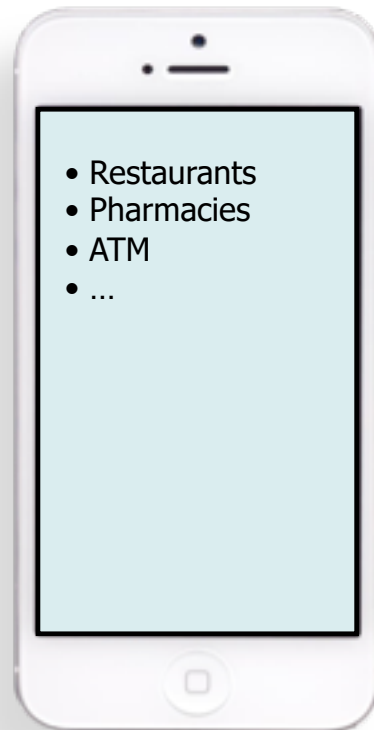 • Restaurants
• Pharmacies
• ATM
• ...